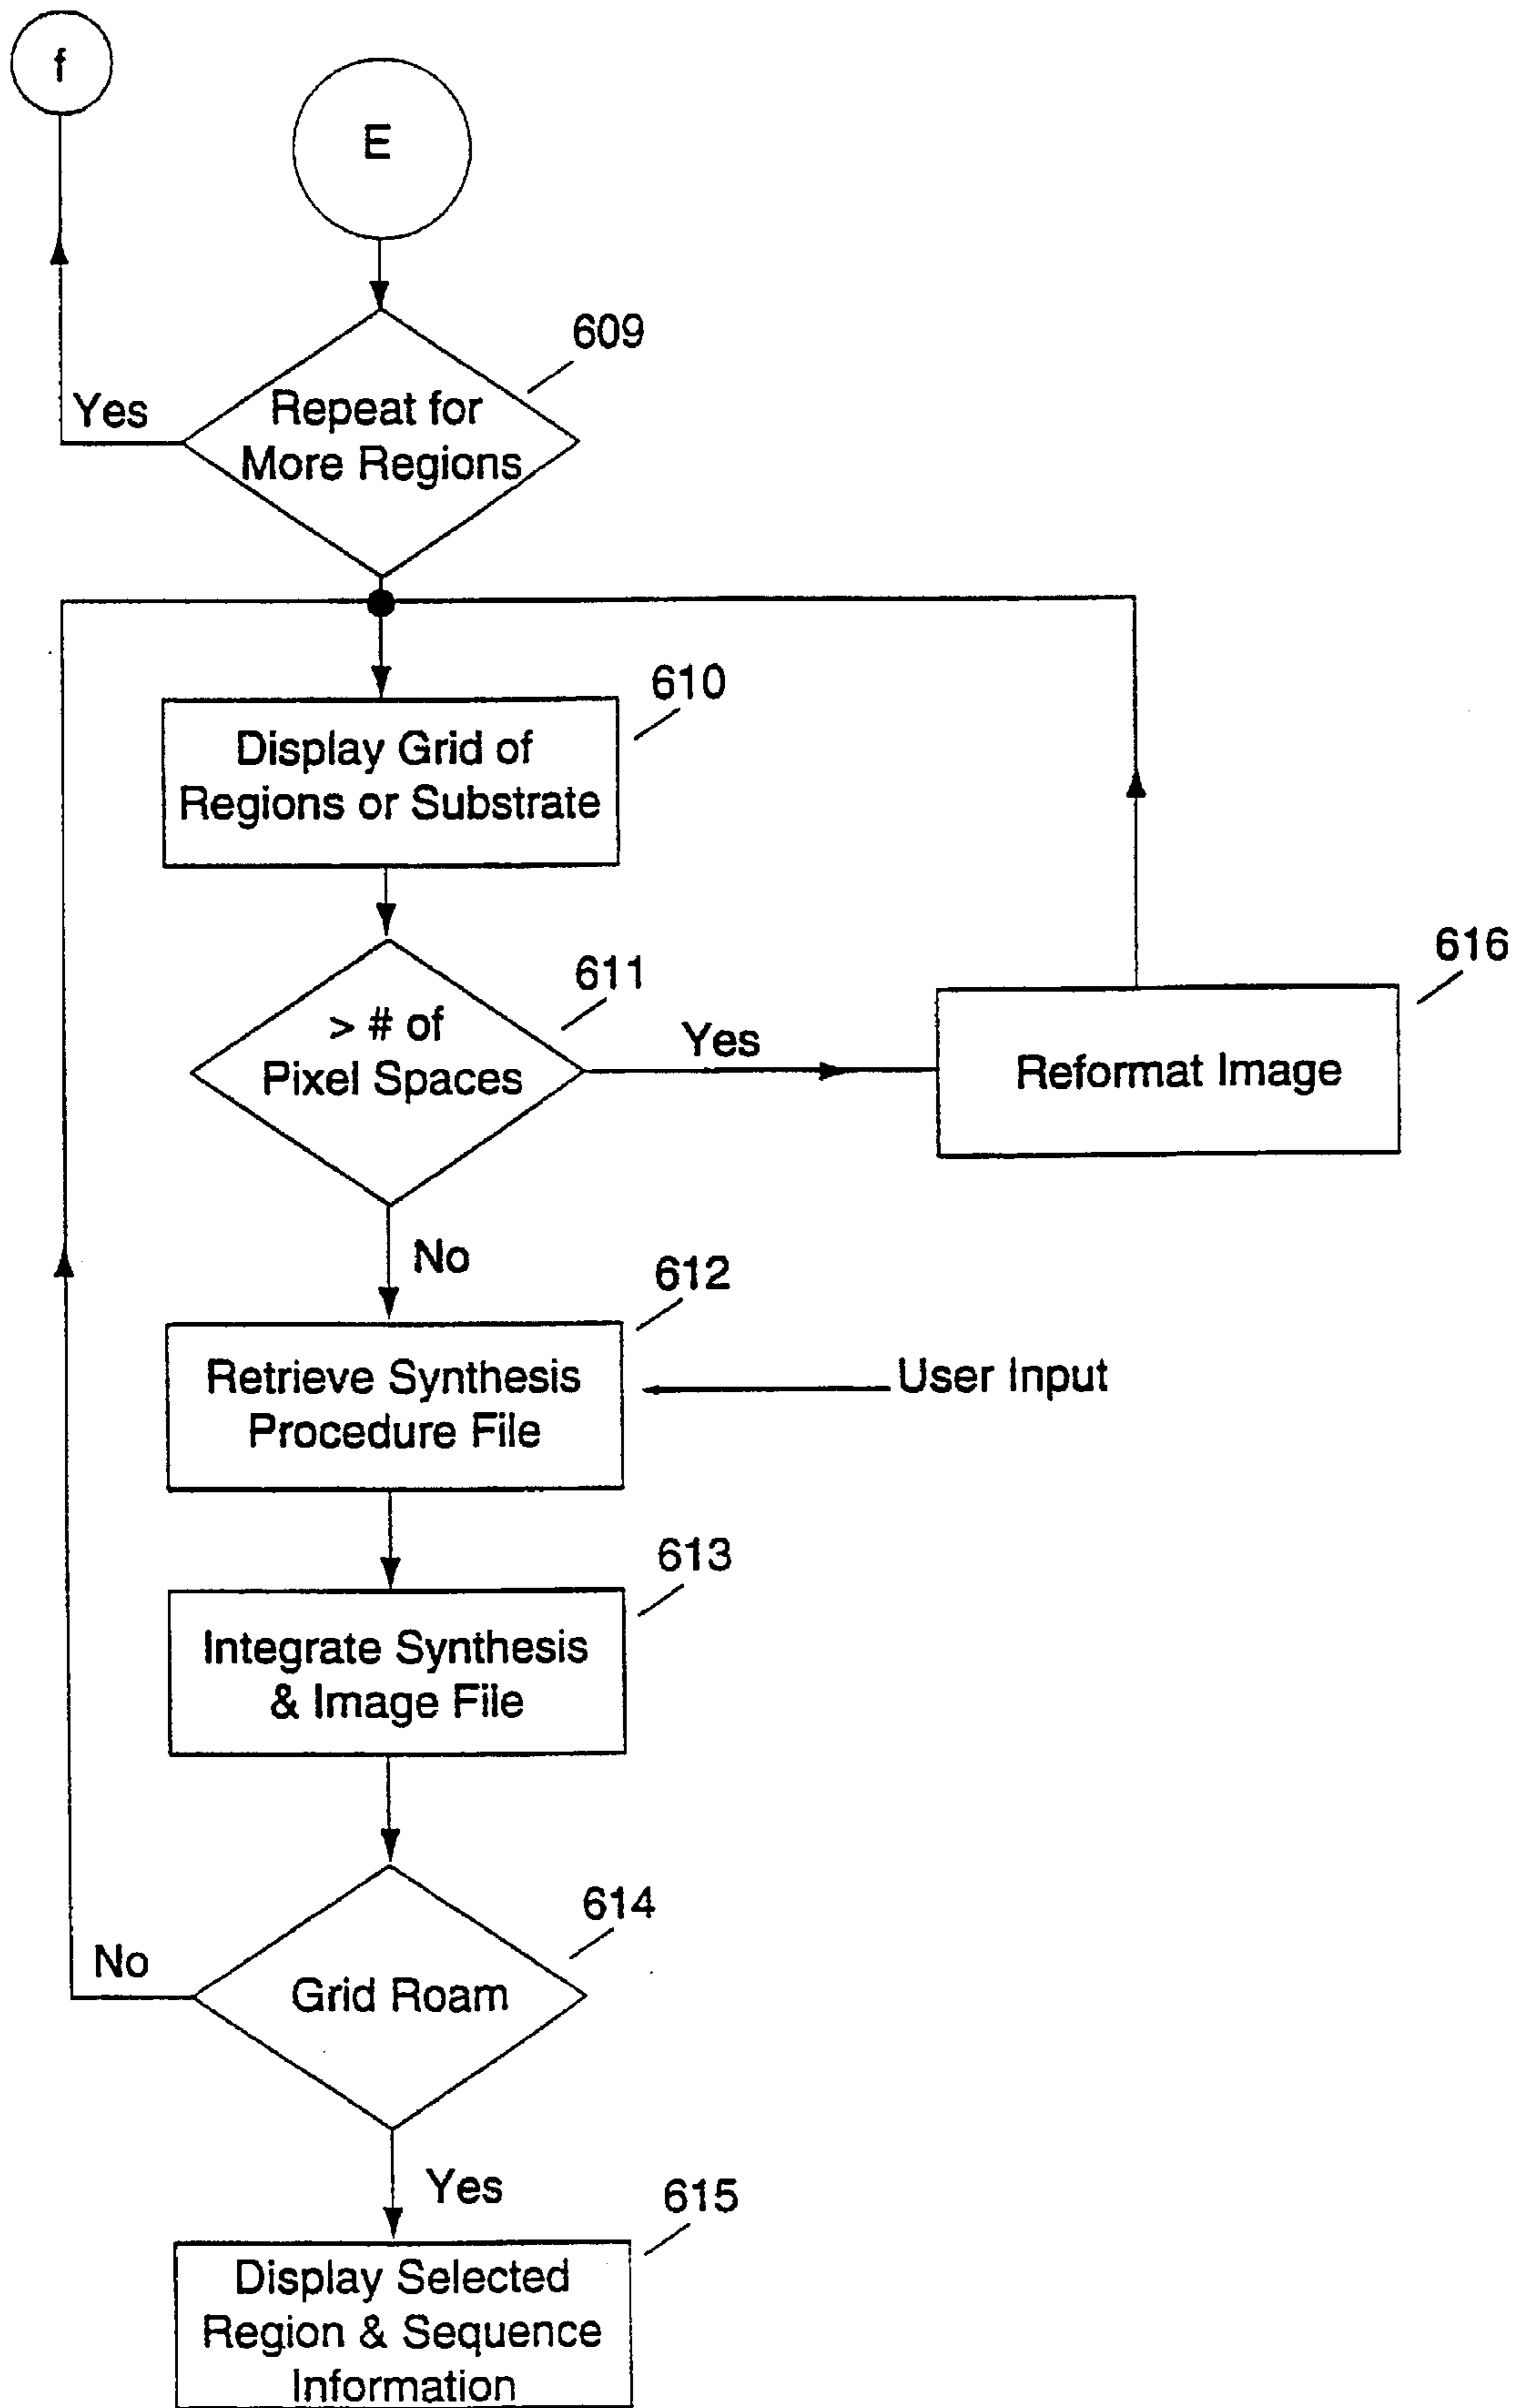 f
E
609
Repeat for
More Regions
Yes
610
Display Grid of
Regions or Substrate
611
> # of
Pixel Spaces
Yes
616
Reformat Image
No
612
Retrieve Synthesis
Procedure File
User Input
613
Integrate Synthesis
& Image File
614
Grid Roam
No
Yes
615
Display Selected
Region & Sequence
Information